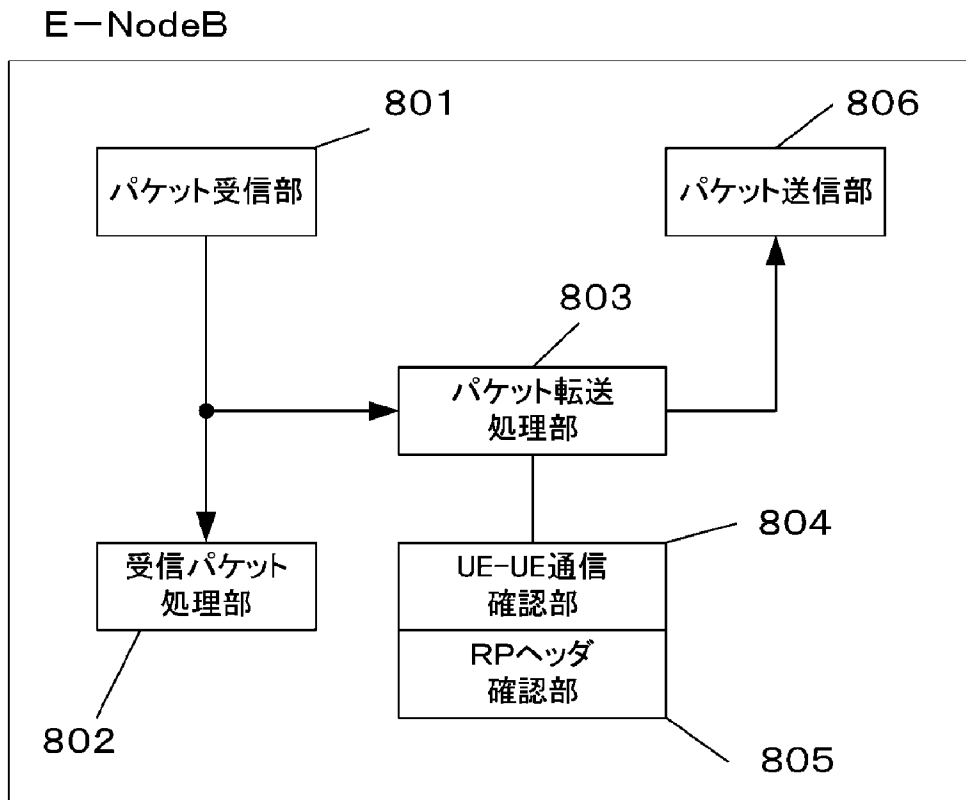 E-NodeB
801
806
パケット受信部
パケット送信部
803
パケット転送
処理部
804
受信パケット
処理部
UE-UE通信
確認部
RPヘッダ
確認部
802
805